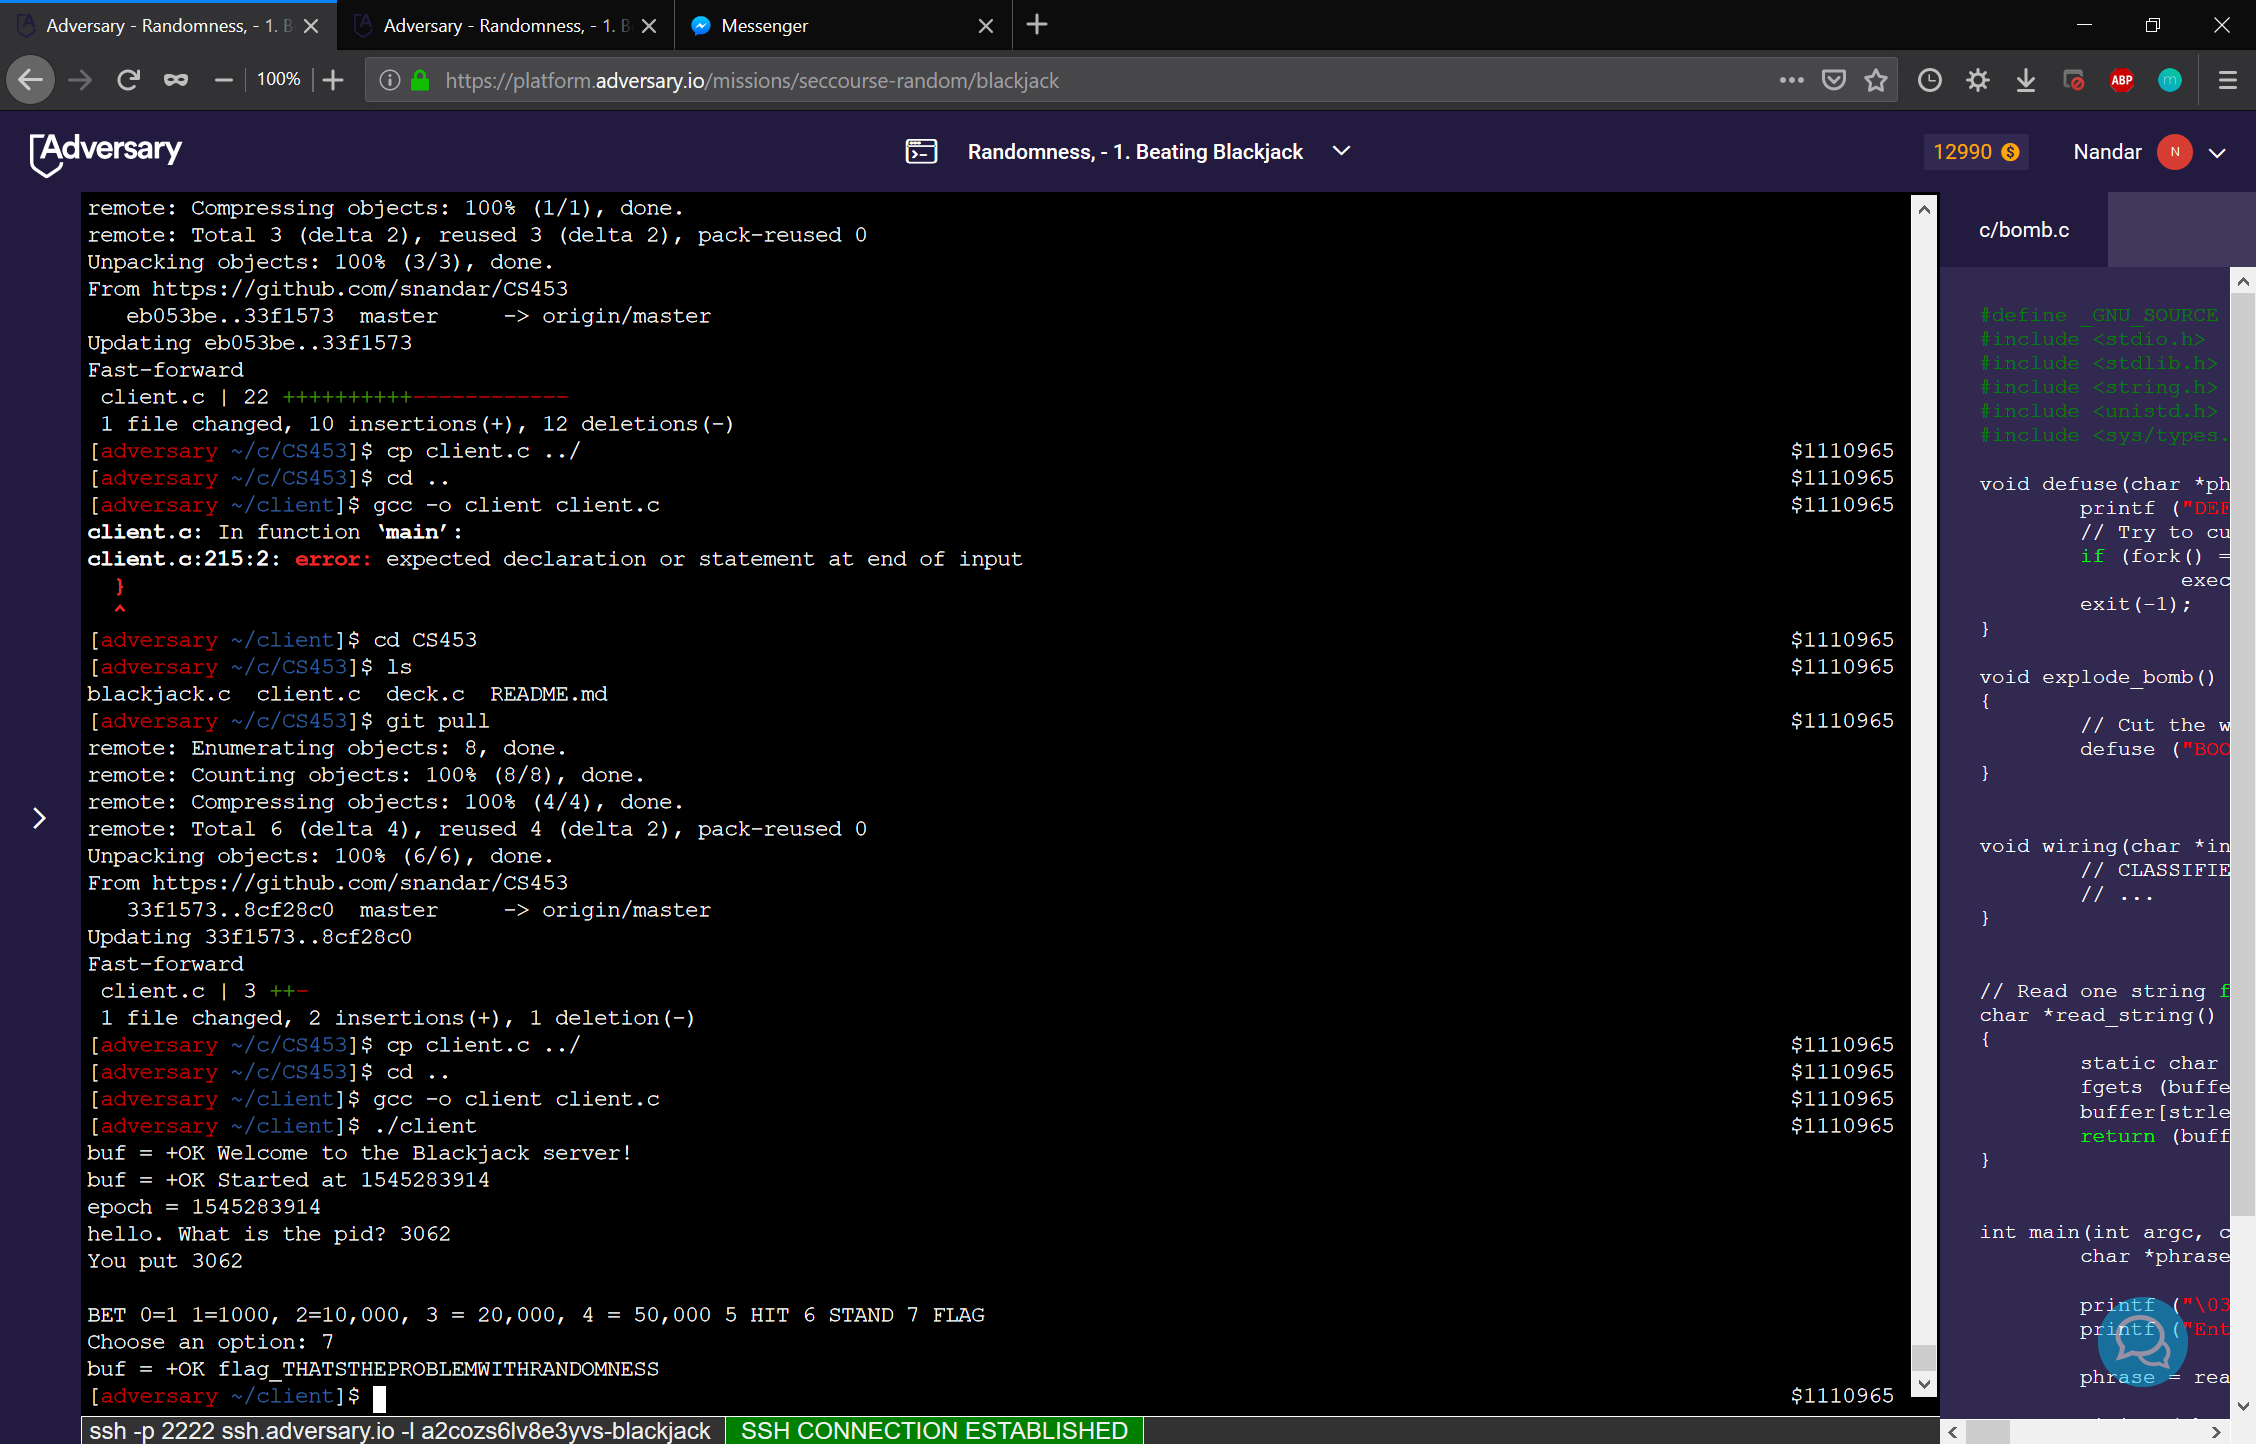 Adversary - Randomness, - 1. B
Adversary - Randomness, - 1. B
Messenger
100%
https://platform.adversary.io/missions/seccourse-random/blackjack
ABP
m
Adversary
Randomness, - 1. Beating Blackjack
12990 $
Nandar
N
remote: Compressing objects: 100% (1/1), done.
remote: Total 3 (delta 2), reused 3 (delta 2), pack-reused 0
Unpacking objects: 100% (3/3), done.
From https://github.com/snandar/CS453
eb053be..33f1573 master -> origin/master
Updating eb053be..33f1573
Fast-forward
client.c | 22 ++++++++++------------
1 file changed, 10 insertions(+), 12 deletions(-)
[adversary ~/c/CS453]$ cp client.c ../ $1110965
[adversary ~/c/CS453]$ cd .. $1110965
[adversary ~/client]$ gcc -o client client.c $1110965
client.c: In function ‘main’:
client.c:215:2: error: expected declaration or statement at end of input
}
^
[adversary ~/client]$ cd CS453 $1110965
[adversary ~/c/CS453]$ ls $1110965
blackjack.c client.c deck.c README.md
[adversary ~/c/CS453]$ git pull $1110965
remote: Enumerating objects: 8, done.
remote: Counting objects: 100% (8/8), done.
remote: Compressing objects: 100% (4/4), done.
remote: Total 6 (delta 4), reused 4 (delta 2), pack-reused 0
Unpacking objects: 100% (6/6), done.
From https://github.com/snandar/CS453
33f1573..8cf28c0 master -> origin/master
Updating 33f1573..8cf28c0
Fast-forward
client.c | 3 ++-
1 file changed, 2 insertions(+), 1 deletion(-)
[adversary ~/c/CS453]$ cp client.c ../ $1110965
[adversary ~/c/CS453]$ cd .. $1110965
[adversary ~/client]$ gcc -o client client.c $1110965
[adversary ~/client]$ ./client $1110965
buf = +OK Welcome to the Blackjack server!
buf = +OK Started at 1545283914
epoch = 1545283914
hello. What is the pid? 3062
You put 3062
BET 0=1 1=1000, 2=10,000, 3 = 20,000, 4 = 50,000 5 HIT 6 STAND 7 FLAG
Choose an option: 7
buf = +OK flag_THATSTHEPROBLEMWITHRANDOMNESS
[adversary ~/client]$ $1110965
ssh -p 2222 ssh.adversary.io -l a2cozs6lv8e3yvs-blackjack
SSH CONNECTION ESTABLISHED
c/bomb.c
#define _GNU_SOURCE
#include <stdio.h>
#include <stdlib.h>
#include <string.h>
#include <unistd.h>
#include <sys/types.
void defuse(char *ph
printf ("DEF
// Try to cu
if (fork() =
exec
exit(-1);
}
void explode_bomb()
{
// Cut the w
defuse ("BOO
}
void wiring(char *in
// CLASSIFIE
// ...
}
// Read one string f
char *read_string()
{
static char
fgets (buffe
buffer[strle
return (buff
}
int main(int argc, c
char *phrase
printf ("\03
printf ("Ent
phrase = rea